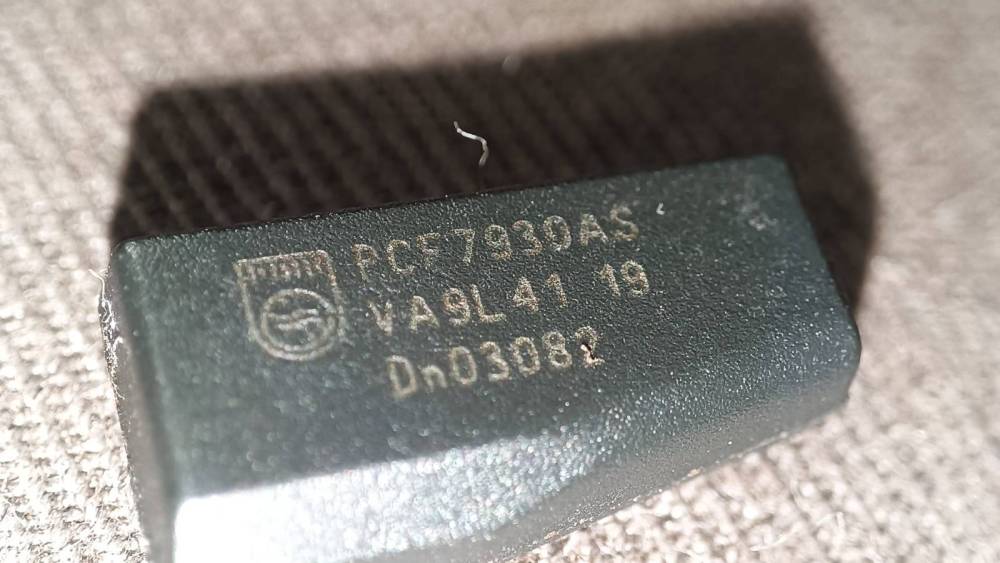 PCF7930AS
VA9L41 19
Dn03082